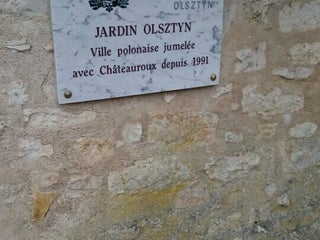 OLSZTYN
JARDIN OLSZTYN
Ville polonaise jumelée
avec Châteauroux depuis 1991